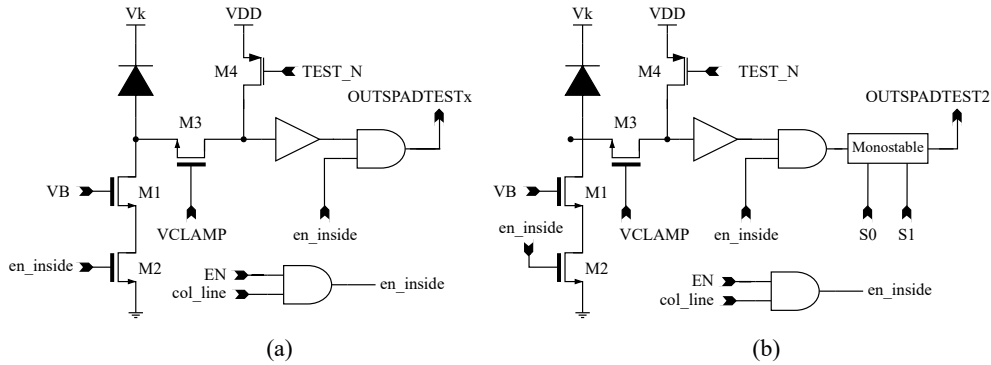 Vk
VDD
M4
TEST_N
OUTSPADTESTx
M3
VB
M1
VCLAMP
en_inside
en_inside
M2
EN
col_line
en_inside
(a)
Vk
VDD
M4
TEST_N
OUTSPADTEST2
M3
Monostable
VB
M1
en_inside
VCLAMP
en_inside
S0
S1
M2
EN
col_line
en_inside
(b)